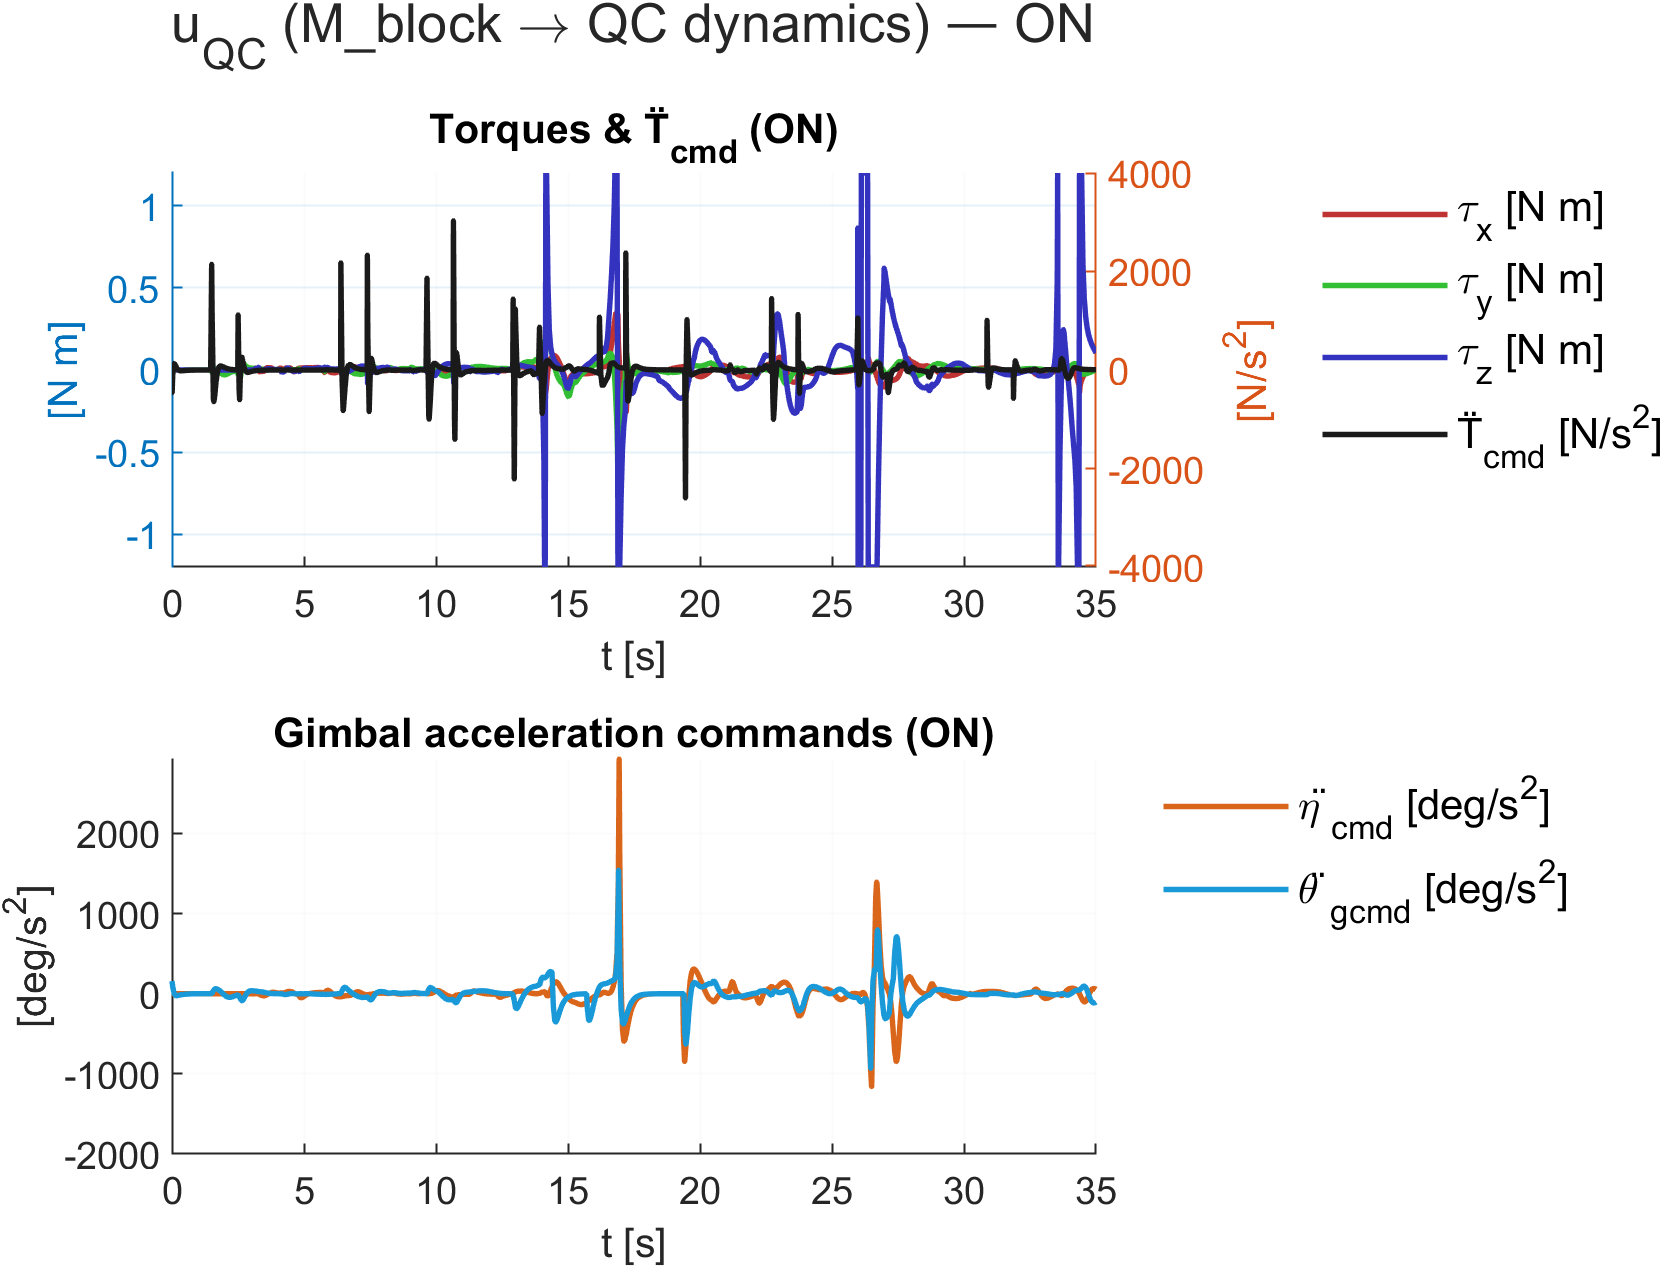 u_QC (M_block → QC dynamics) — ON
Torques & T̈_cmd (ON)
1
0.5
0
-0.5
-1
[N m]
4000
2000
0
-2000
-4000
[N/s²]
0 5 10 15 20 25 30 35
t [s]
τ_x [N m]
τ_y [N m]
τ_z [N m]
T̈_cmd [N/s²]
Gimbal acceleration commands (ON)
2000
1000
0
-1000
-2000
[deg/s²]
0 5 10 15 20 25 30 35
t [s]
η̈_cmd [deg/s²]
θ̈_gcmd [deg/s²]